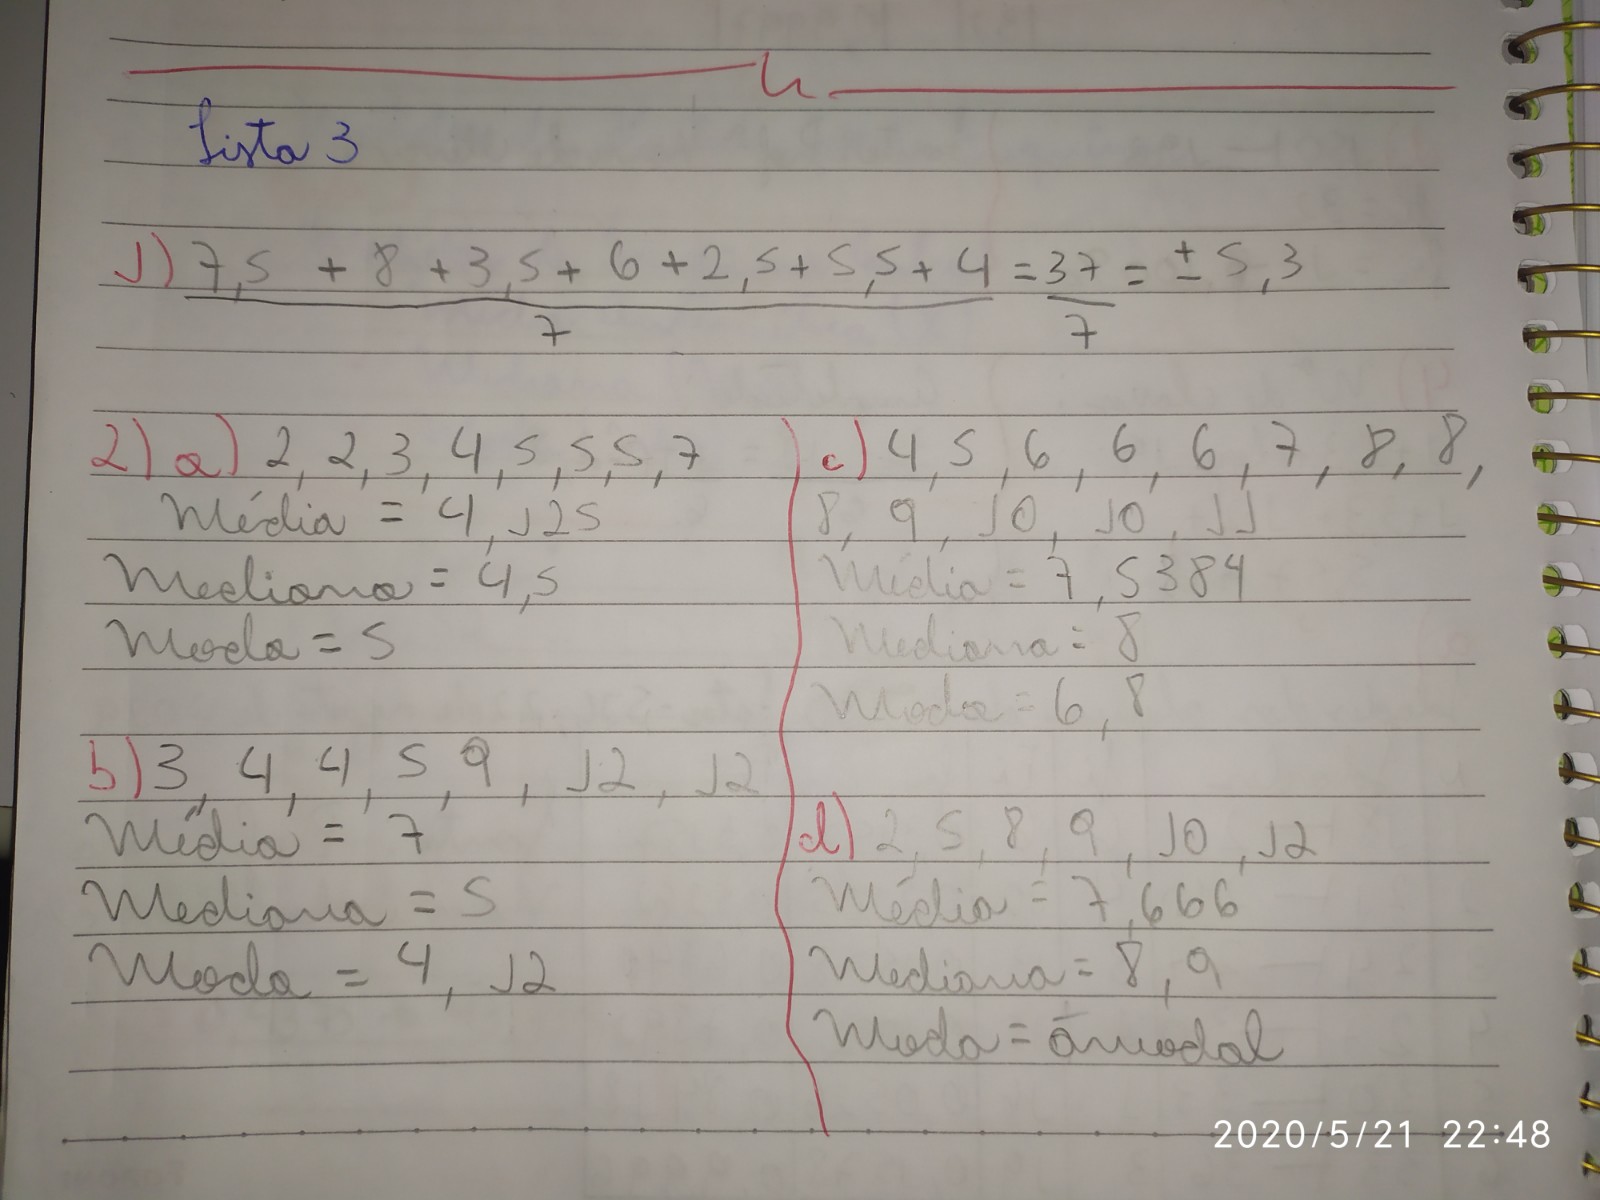 Lista 3
1) 7,5 + 8 + 3,5 + 6 + 2,5 + 5,5 + 4 = 37 = ± 5,3
7 7
2) a) 2, 2, 3, 4, 5, 5, 5, 7
Média = 4,125
Mediana = 4,5
Moda = 5
b) 3, 4, 4, 5, 9, 12, 12
Média = 7
Mediana = 5
Moda = 4, 12
c) 4, 5, 6, 6, 6, 7, 8, 8,
8, 9, 10, 10, 11
Média = 7,5384
Mediana = 8
Moda = 6, 8
d) 2, 5, 8, 9, 10, 12
Média = 7,666
Mediana = 8, 9
Moda = amodal
2020/5/21 22:48